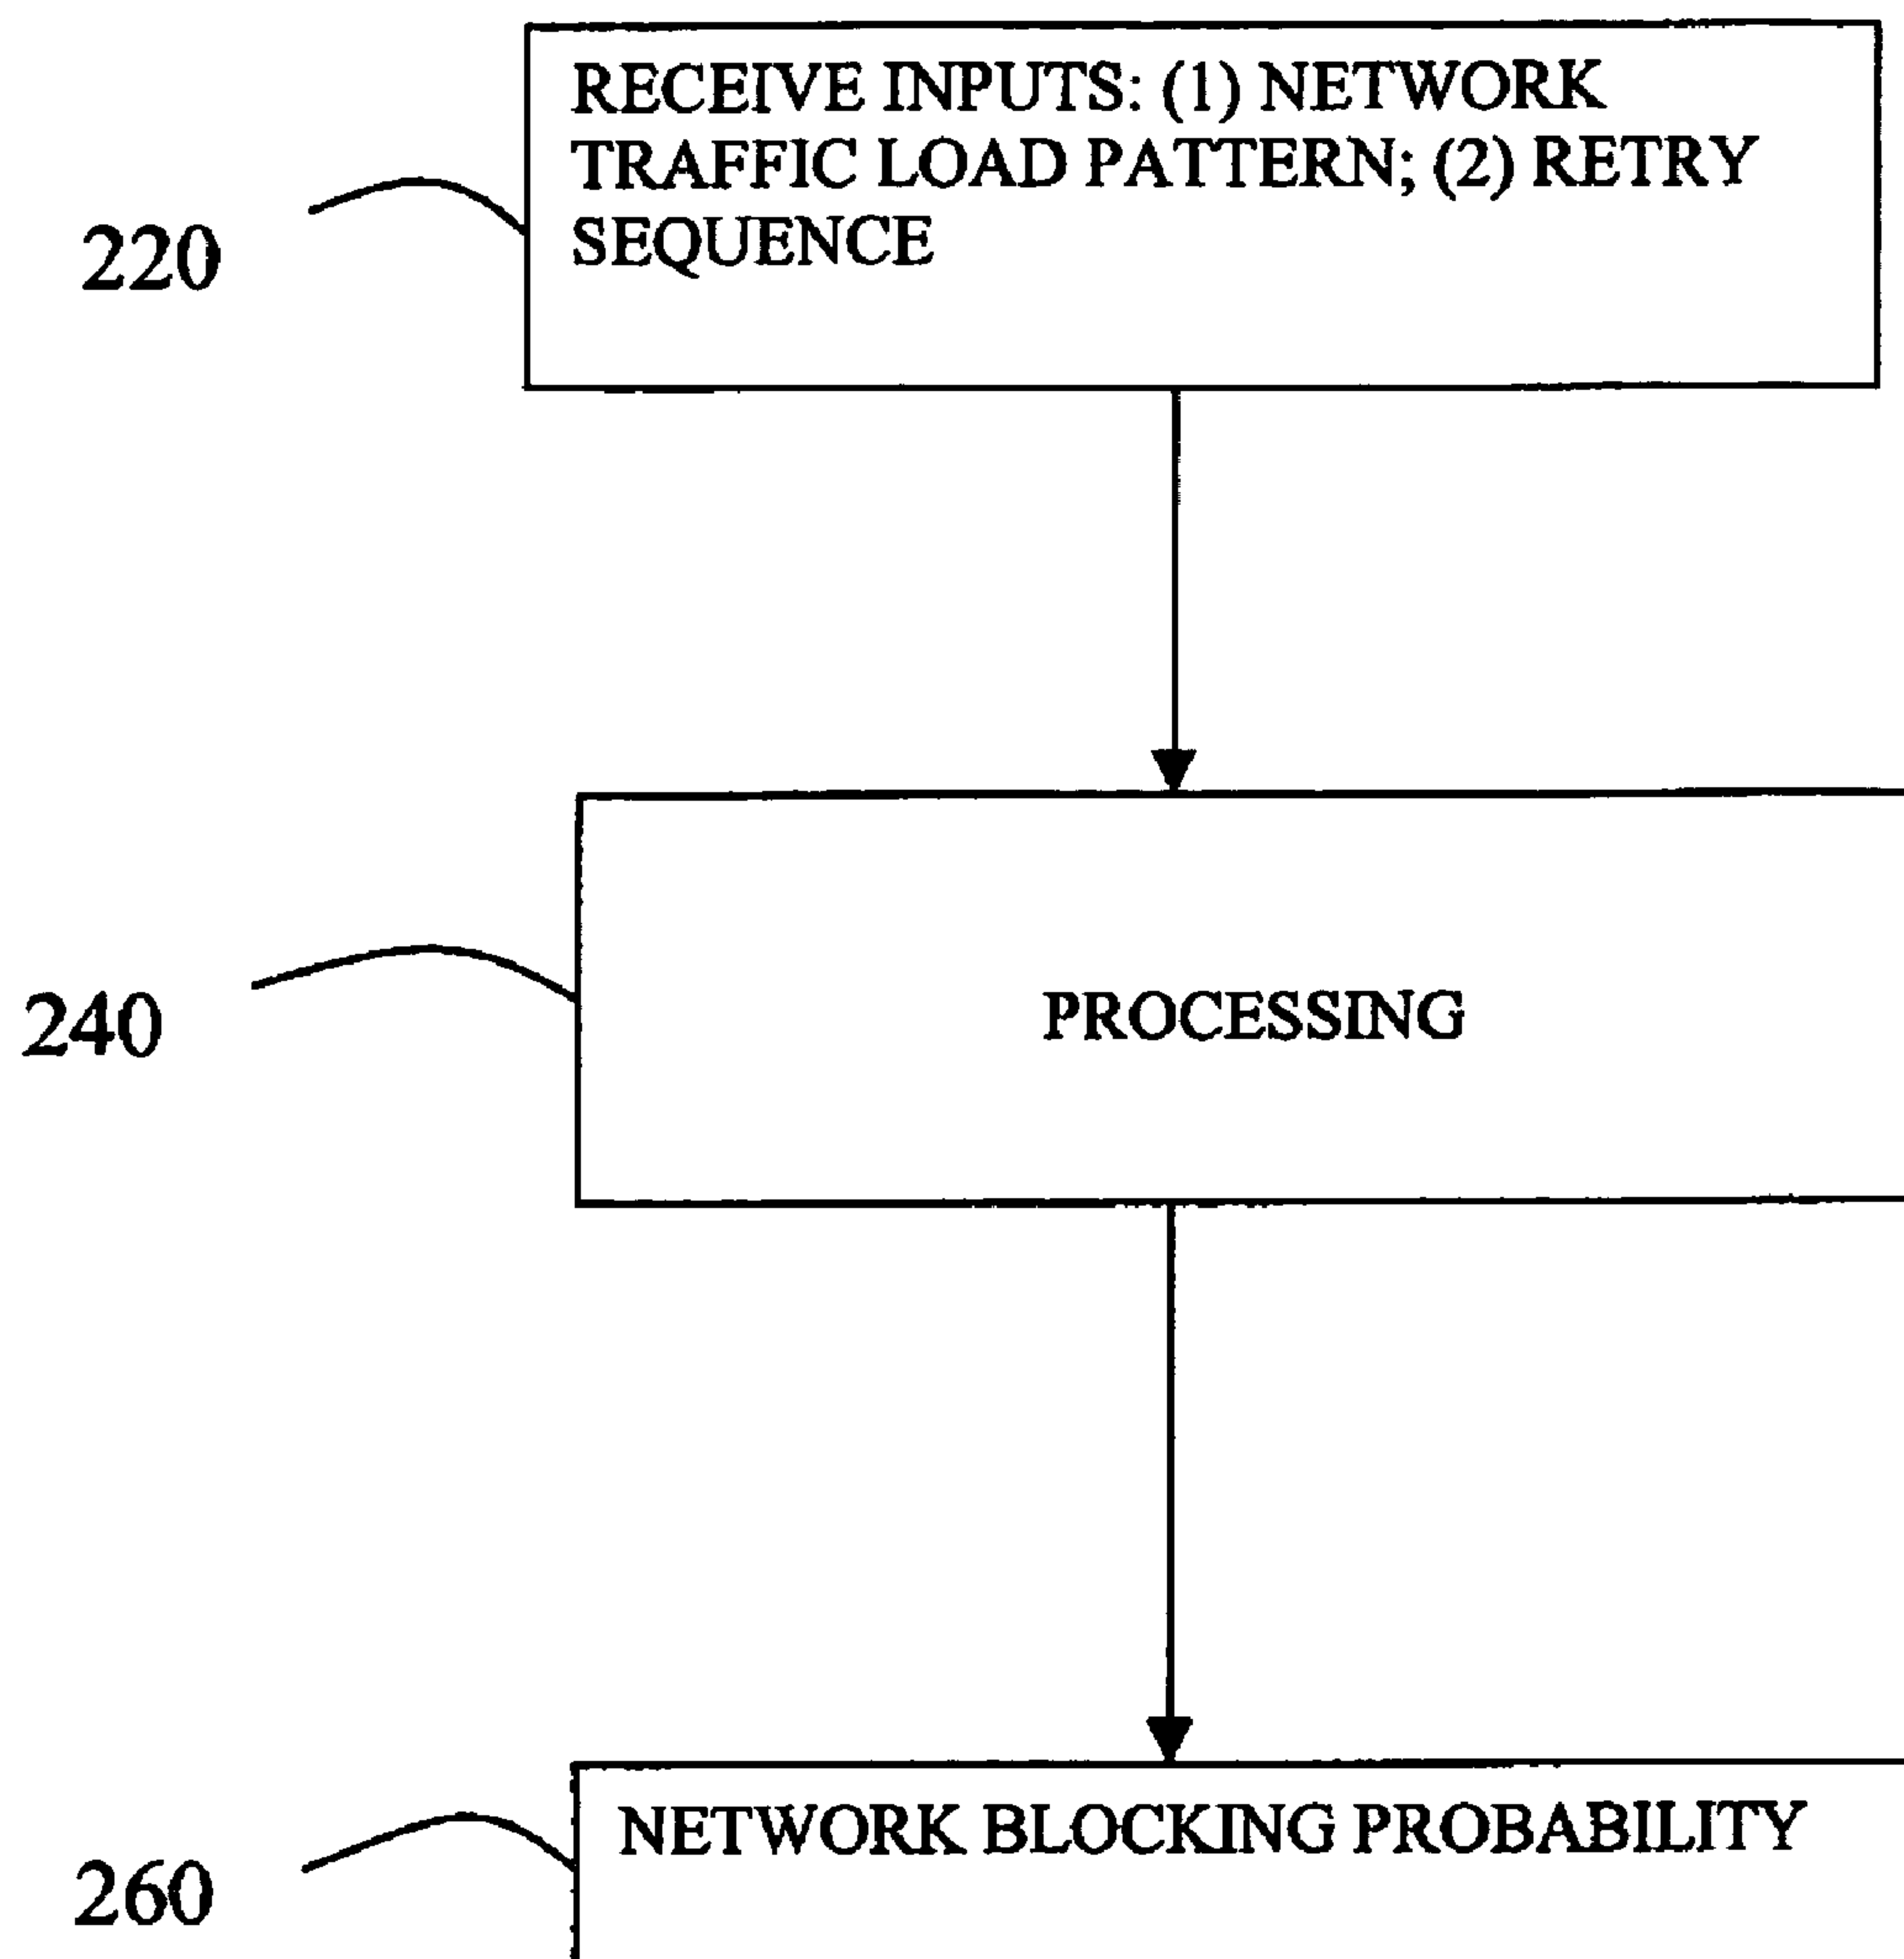 RECEIVE INPUTS: (1) NETWORK
TRAFFIC LOAD PATTERN; (2) RETRY
SEQUENCE
220
PROCESSING
240
NETWORK BLOCKING PROBABILITY
260